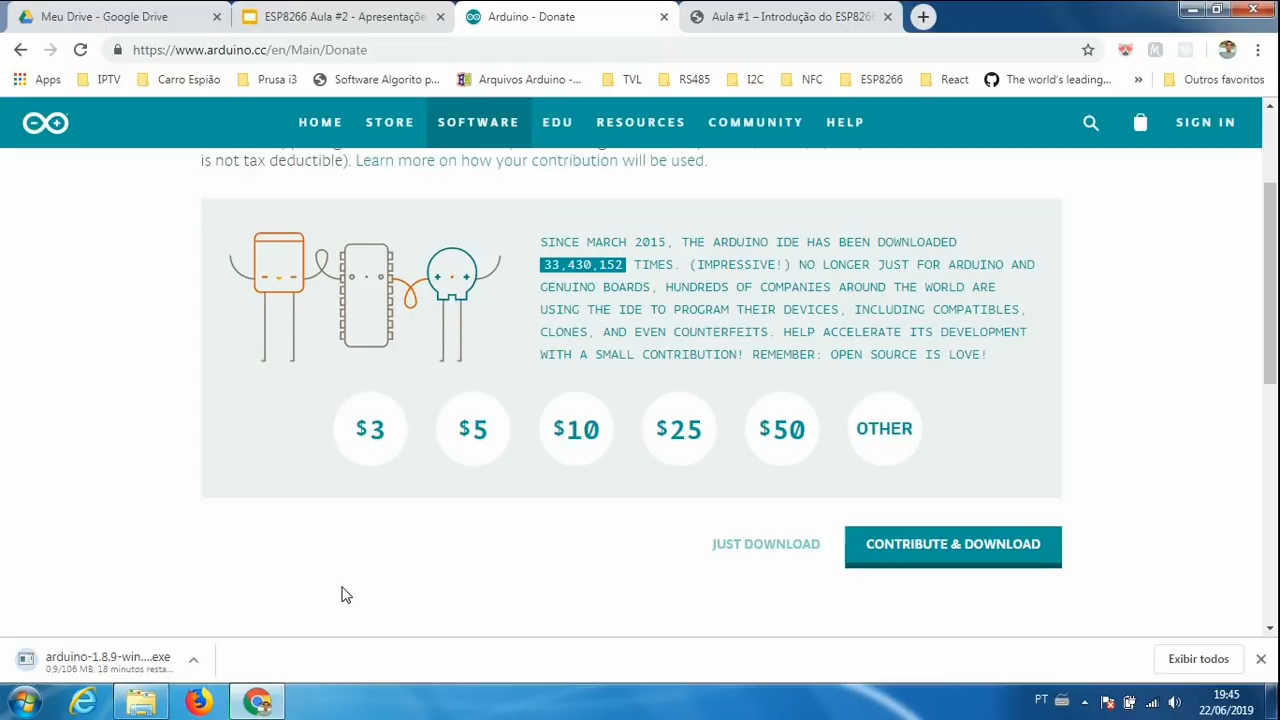 Meu Drive - Google Drive
ESP8266 Aula #2 - Apresentaçõe
Arduino - Donate
Aula #1 – Introdução do ESP8266
https://www.arduino.cc/en/Main/Donate
Apps
IPTV
Carro Espião
Prusa i3
Software Algorito p...
Arquivos Arduino -...
TVL
RS485
I2C
NFC
ESP8266
React
The world's leading...
»
Outros favoritos
HOME
STORE
SOFTWARE
EDU
RESOURCES
COMMUNITY
HELP
SIGN IN
is not tax deductible). Learn more on how your contribution will be used.
SINCE MARCH 2015, THE ARDUINO IDE HAS BEEN DOWNLOADED
33,430,152 TIMES. (IMPRESSIVE!) NO LONGER JUST FOR ARDUINO AND
GENUINO BOARDS, HUNDREDS OF COMPANIES AROUND THE WORLD ARE
USING THE IDE TO PROGRAM THEIR DEVICES, INCLUDING COMPATIBLES,
CLONES, AND EVEN COUNTERFEITS. HELP ACCELERATE ITS DEVELOPMENT
WITH A SMALL CONTRIBUTION! REMEMBER: OPEN SOURCE IS LOVE!
$3
$5
$10
$25
$50
OTHER
JUST DOWNLOAD
CONTRIBUTE & DOWNLOAD
arduino-1.8.9-win....exe
0.9/106 MB, 18 minutos resta...
Exibir todos
PT
19:45
22/06/2019